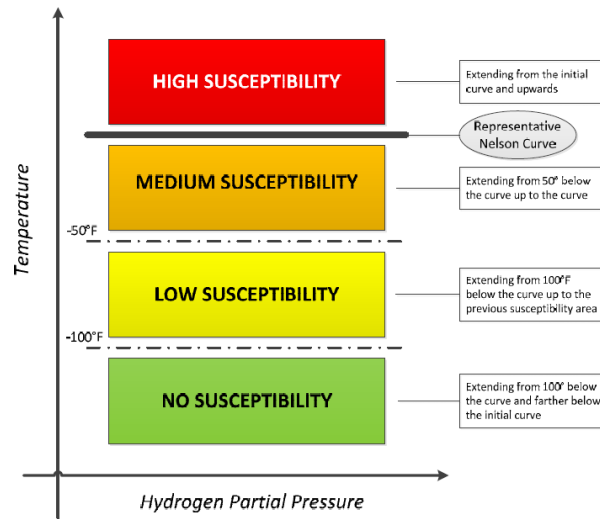 HIGH SUSCEPTIBILITY
Extending from the initial
curve and upwards
Representative
Nelson Curve
MEDIUM SUSCEPTIBILITY
Extending from 50° below
the curve up to the curve
-50°F
Temperature
LOW SUSCEPTIBILITY
Extending from 100°F
below the curve up to the
previous susceptibility area
-100°F
NO SUSCEPTIBILITY
Extending from 100° below
the curve and farther below
the initial curve
Hydrogen Partial Pressure